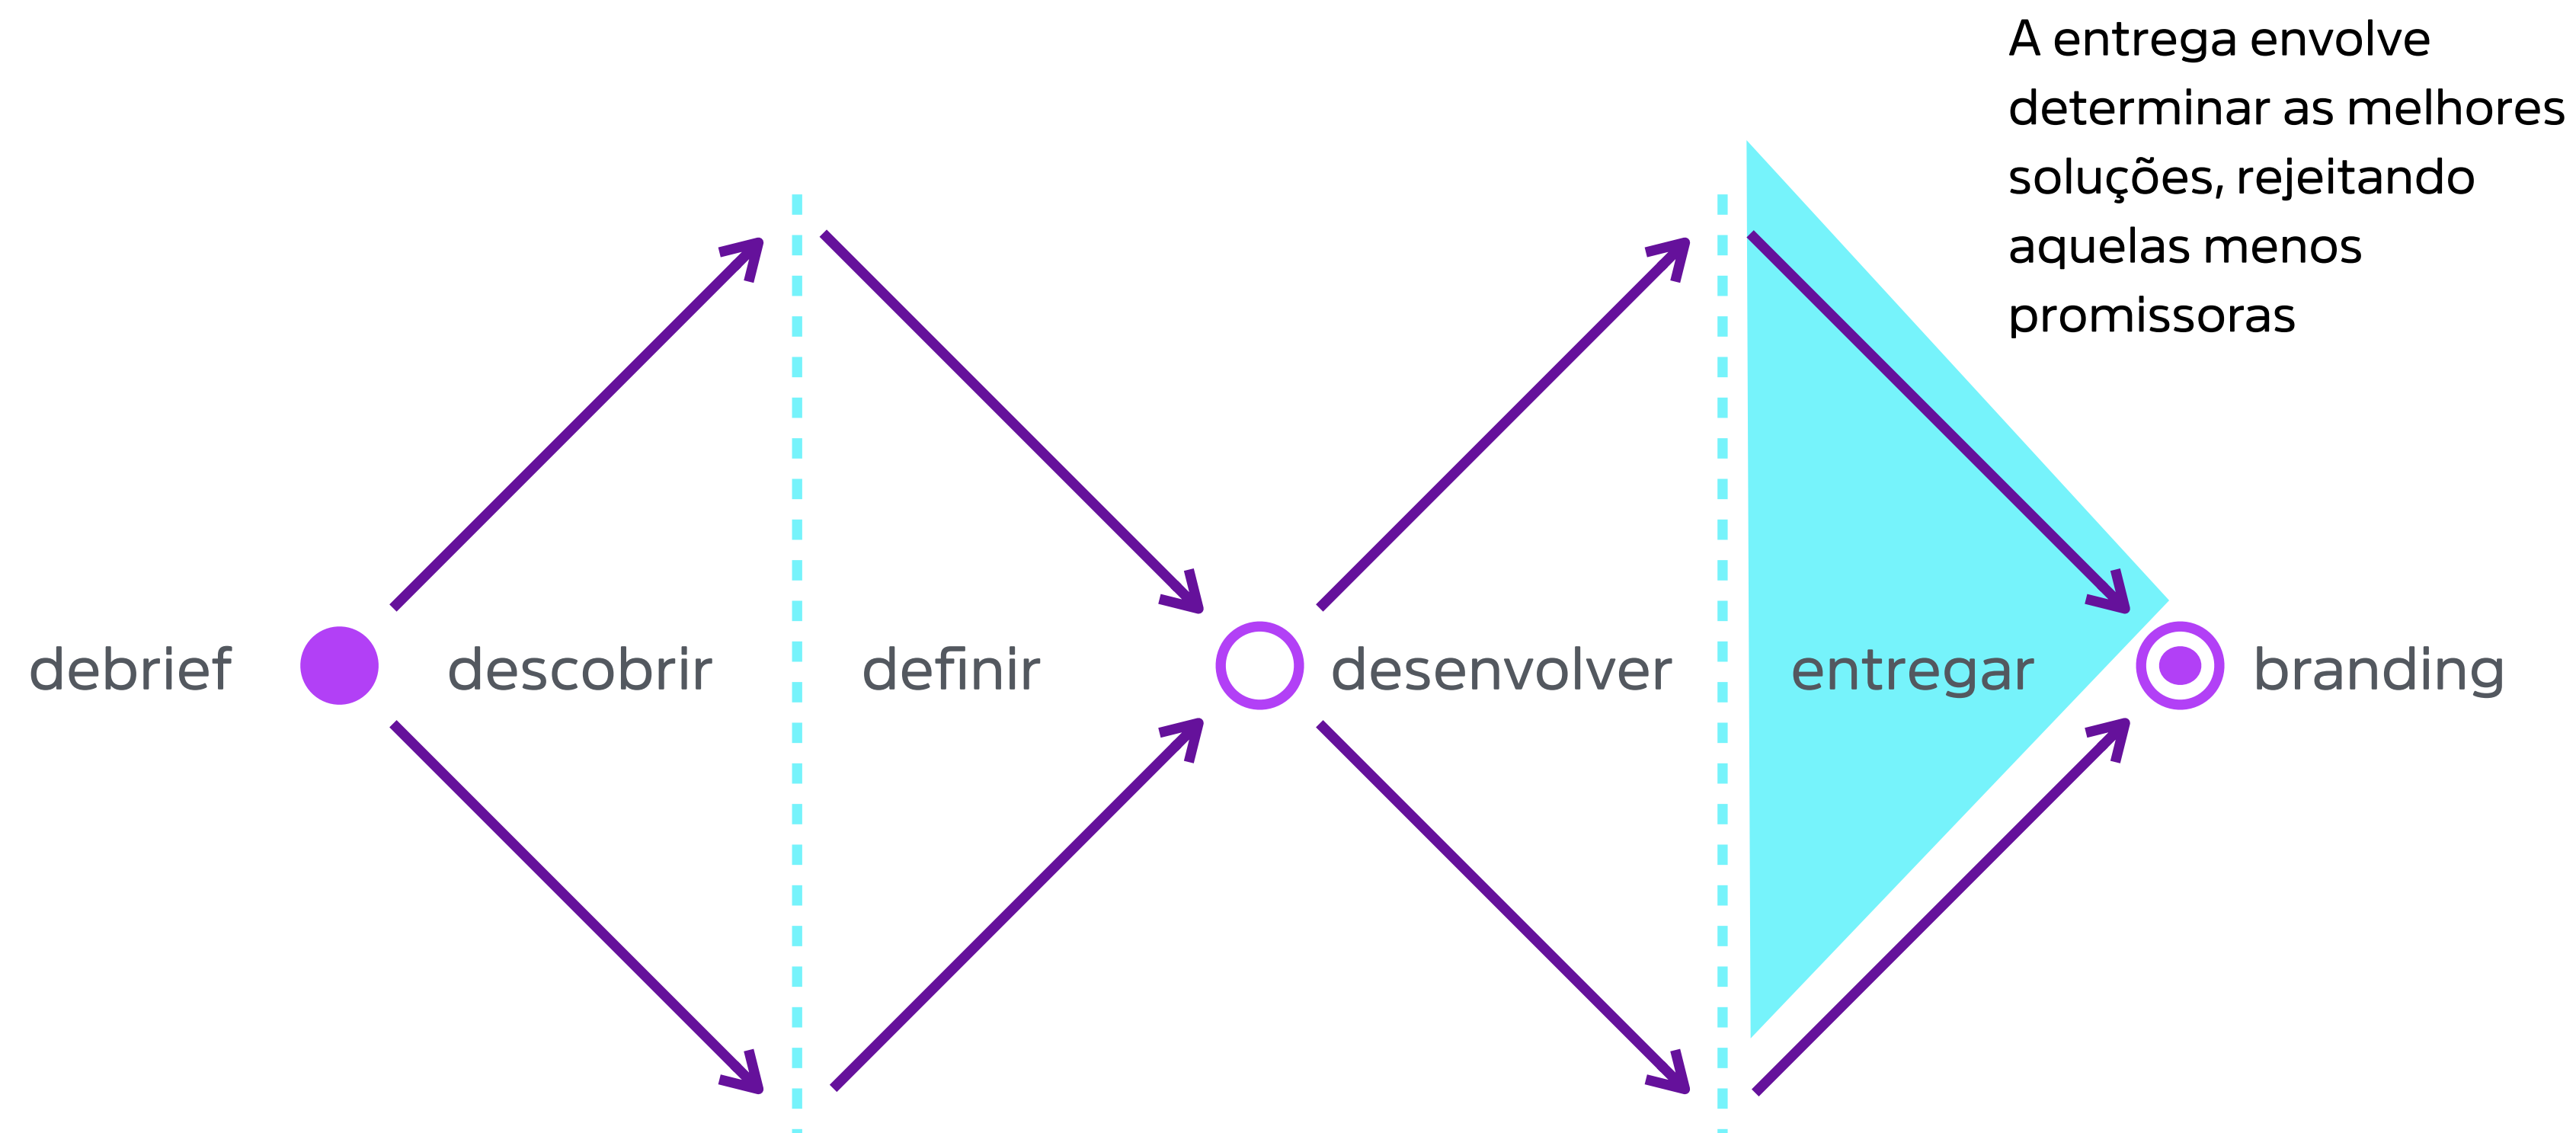 A entrega envolve
determinar as melhores
soluções, rejeitando
aquelas menos
promissoras
debrief
descobrir
definir
desenvolver
entregar
branding